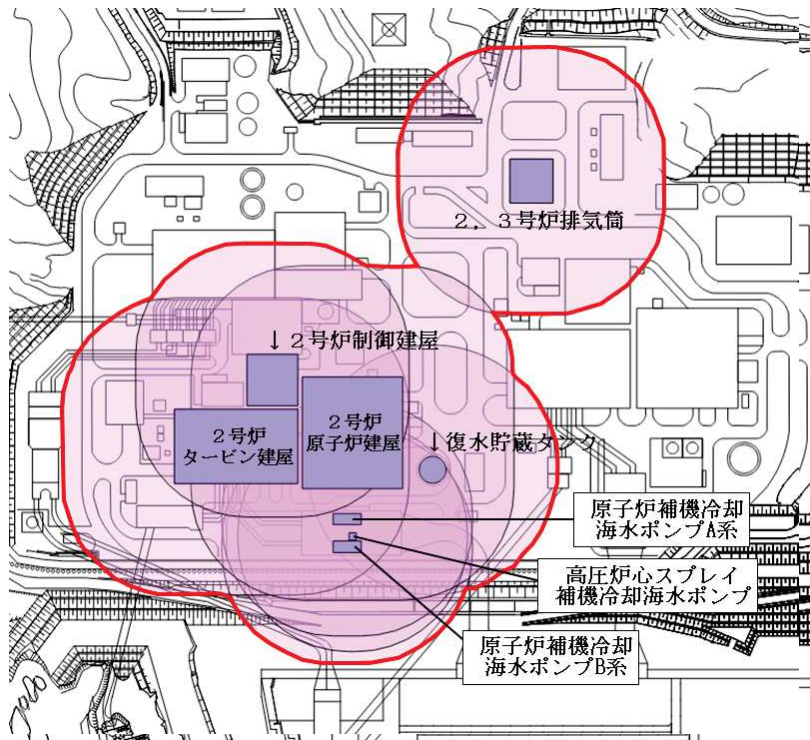 ２，３号炉排気筒
↓２号炉制御建屋
２号炉
タービン建屋
２号炉
原子炉建屋
↓復水貯蔵タンク
原子炉補機冷却
海水ポンプA系
高圧炉心スプレイ
補機冷却海水ポンプ
原子炉補機冷却
海水ポンプB系